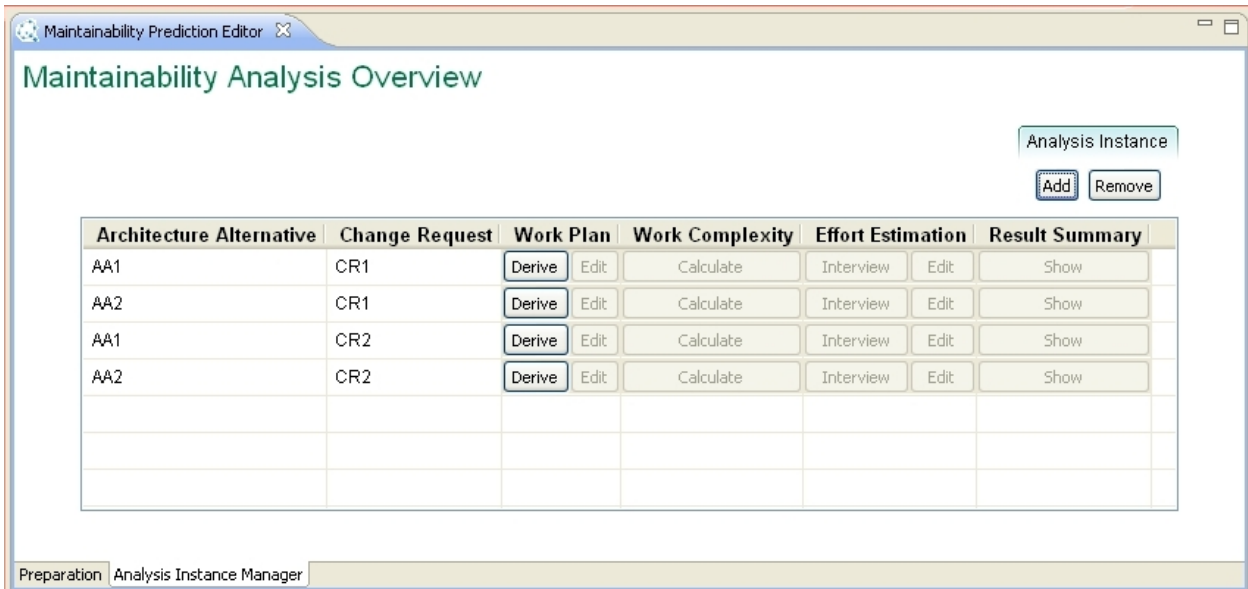 Maintainability Prediction Editor
Maintainability Analysis Overview
Analysis Instance
Add Remove
Architecture Alternative Change Request Work Plan Work Complexity Effort Estimation Result Summary
AA1 CR1 Derive Edit Calculate Interview Edit Show
AA2 CR1 Derive Edit Calculate Interview Edit Show
AA1 CR2 Derive Edit Calculate Interview Edit Show
AA2 CR2 Derive Edit Calculate Interview Edit Show
Preparation Analysis Instance Manager